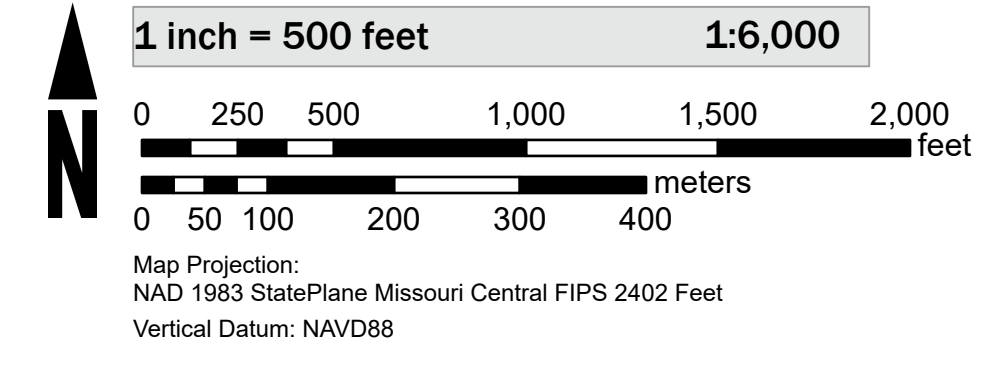 N
1 inch = 500 feet 1:6,000
0 250 500 1,000 1,500 2,000
feet
meters
0 50 100 200 300 400
Map Projection:
NAD 1983 StatePlane Missouri Central FIPS 2402 Feet
Vertical Datum: NAVD88